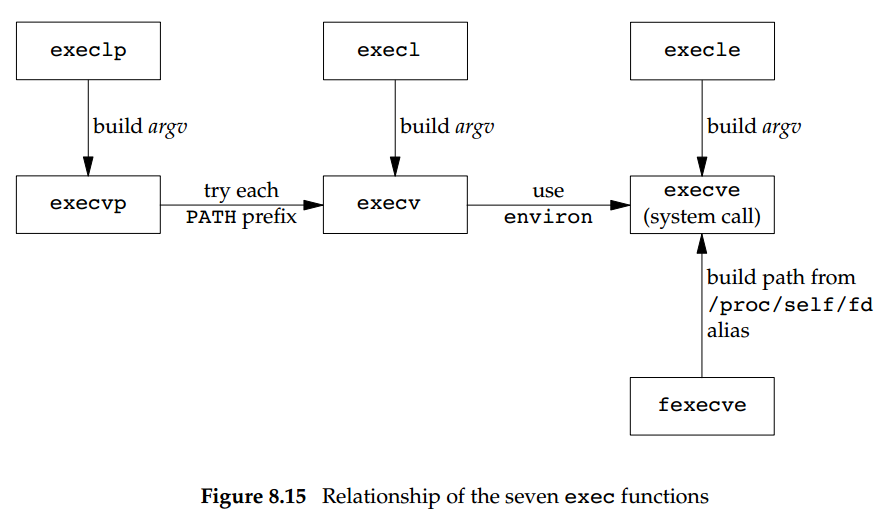 execlp
execl
execle
build argv
build argv
build argv
execvp
try each
PATH prefix
execv
use
environ
execve
(system call)
build path from
/proc/self/fd
alias
fexecve
Figure 8.15 Relationship of the seven exec functions